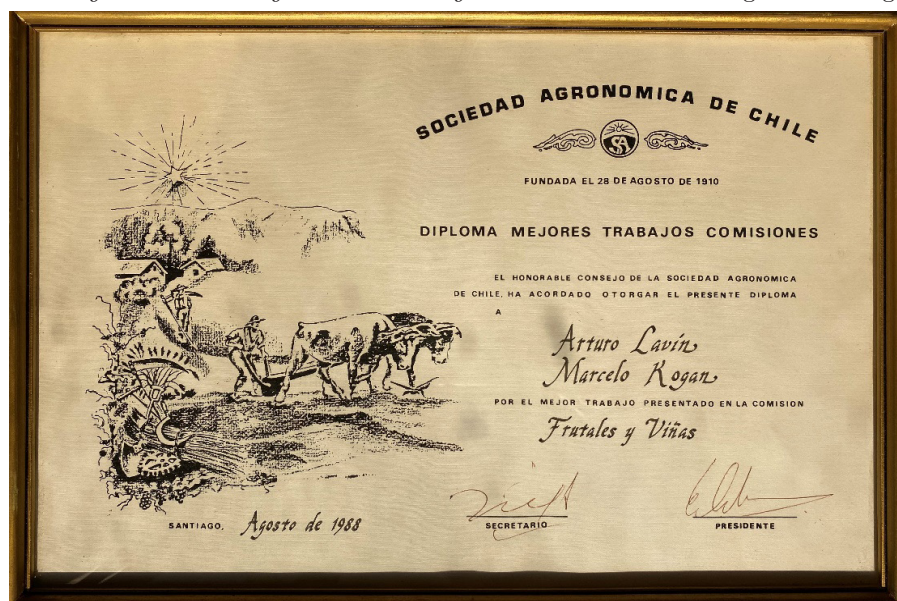 SOCIEDAD AGRONOMICA DE CHILE
SA
FUNDADA EL 28 DE AGOSTO DE 1910
DIPLOMA MEJORES TRABAJOS COMISIONES
EL HONORABLE CONSEJO DE LA SOCIEDAD AGRONOMICA
DE CHILE, HA ACORDADO OTORGAR EL PRESENTE DIPLOMA
A
Arturo Lavín
Marcelo Kogan
POR EL MEJOR TRABAJO PRESENTADO EN LA COMISION
Frutales y Viñas
SANTIAGO, Agosto de 1988
SECRETARIO
PRESIDENTE